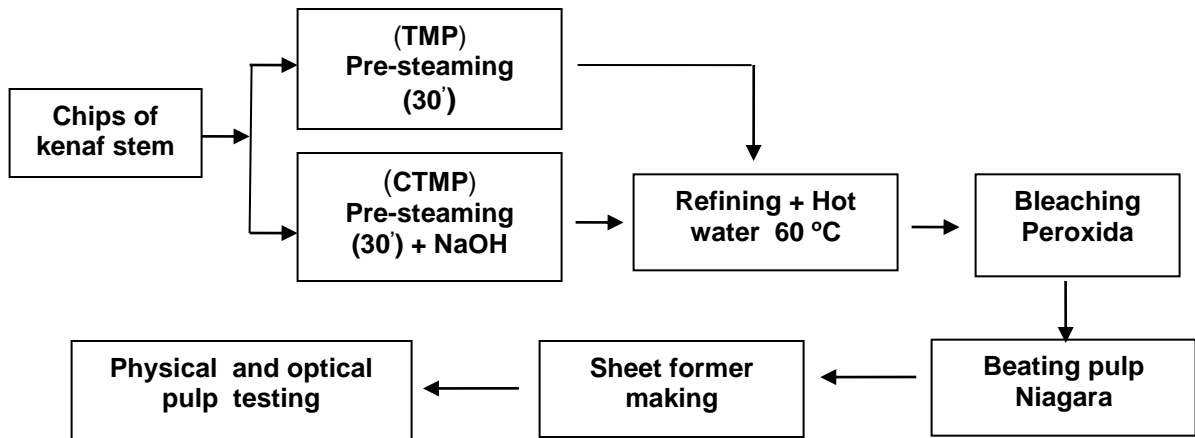 Chips of
kenaf stem
(TMP)
Pre-steaming
(30’)
(CTMP)
Pre-steaming
(30’) + NaOH
Refining + Hot
water 60 ºC
Bleaching
Peroxida
Beating pulp
Niagara
Sheet former
making
Physical and optical
pulp testing